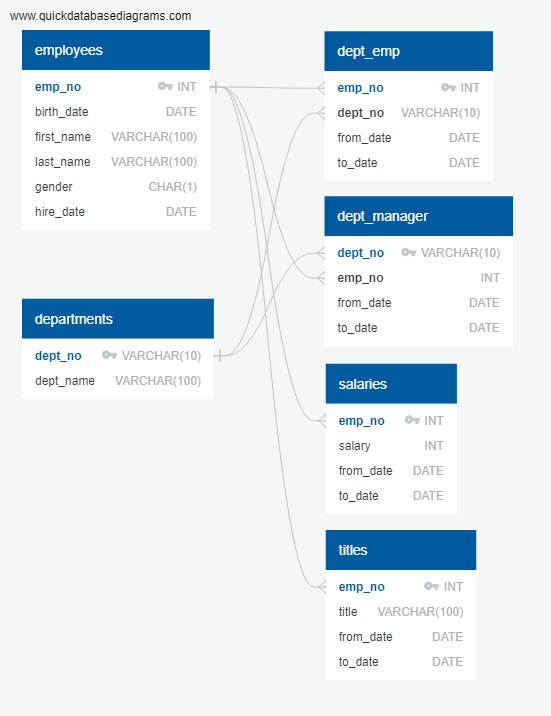 www.quickdatabasediagrams.com
employees
emp_no INT
birth_date DATE
first_name VARCHAR(100)
last_name VARCHAR(100)
gender CHAR(1)
hire_date DATE
departments
dept_no VARCHAR(10)
dept_name VARCHAR(100)
dept_emp
emp_no INT
dept_no VARCHAR(10)
from_date DATE
to_date DATE
dept_manager
dept_no VARCHAR(10)
emp_no INT
from_date DATE
to_date DATE
salaries
emp_no INT
salary INT
from_date DATE
to_date DATE
titles
emp_no INT
title VARCHAR(100)
from_date DATE
to_date DATE